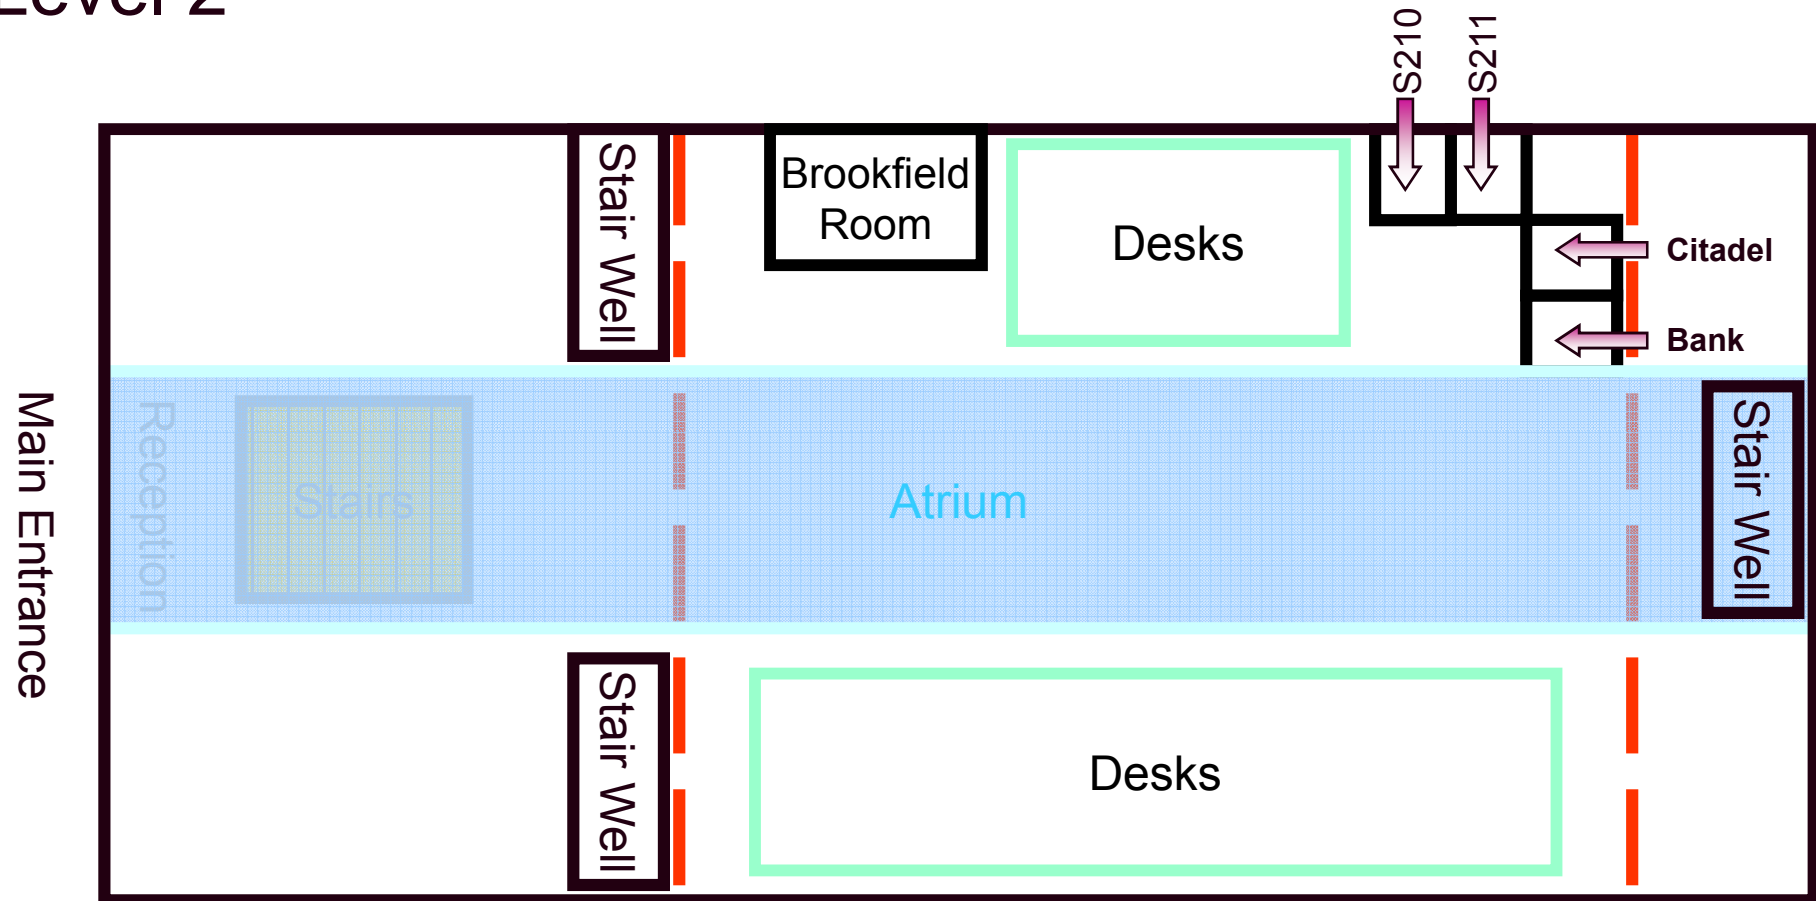 Level 2
S210
S211
Stair Well
Brookfield
Room
Desks
Citadel
Bank
Main Entrance
Reception
Stairs
Atrium
Stair Well
Stair Well
Desks